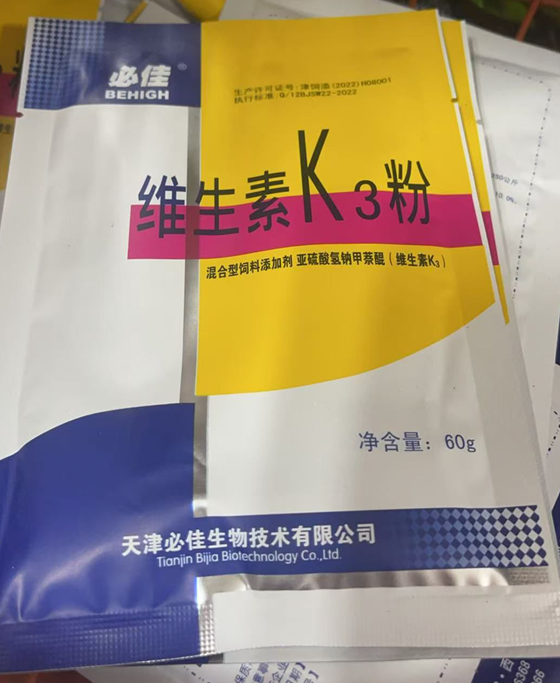 必佳®
BEHIGH
生产许可证号:津饲添(2022)H08001
执行标准:Q/12BJSW22-2022
维生素K3粉
混合型饲料添加剂 亚硫酸氢钠甲萘醌(维生素K₃)
净含量:60g
天津必佳生物技术有限公司
Tianjin Bijia Biotechnology Co.,Ltd.